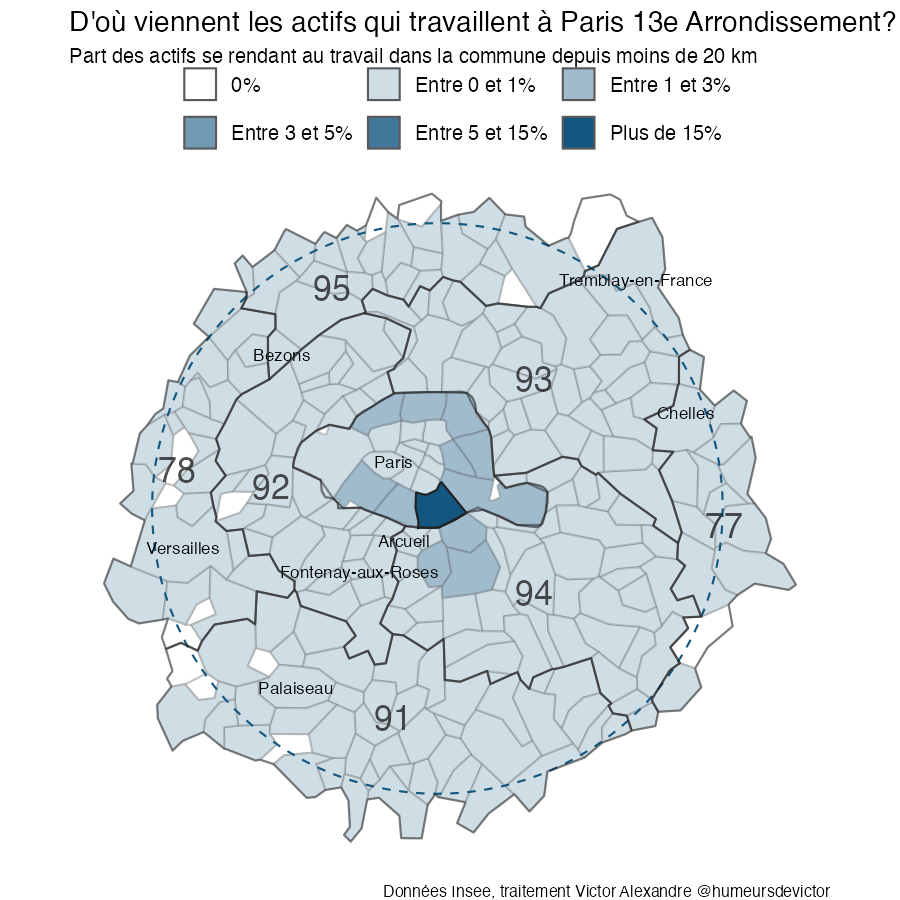 D'où viennent les actifs qui travaillent à Paris 13e Arrondissement?
Part des actifs se rendant au travail dans la commune depuis moins de 20 km
0% Entre 0 et 1% Entre 1 et 3%
Entre 3 et 5% Entre 5 et 15% Plus de 15%
Tremblay-en-France
95
Bezons
93
Chelles
Paris
78
92
77
Arcueil
Versailles
Fontenay-aux-Roses
94
Palaiseau
91
Données Insee, traitement Victor Alexandre @humeursdevictor